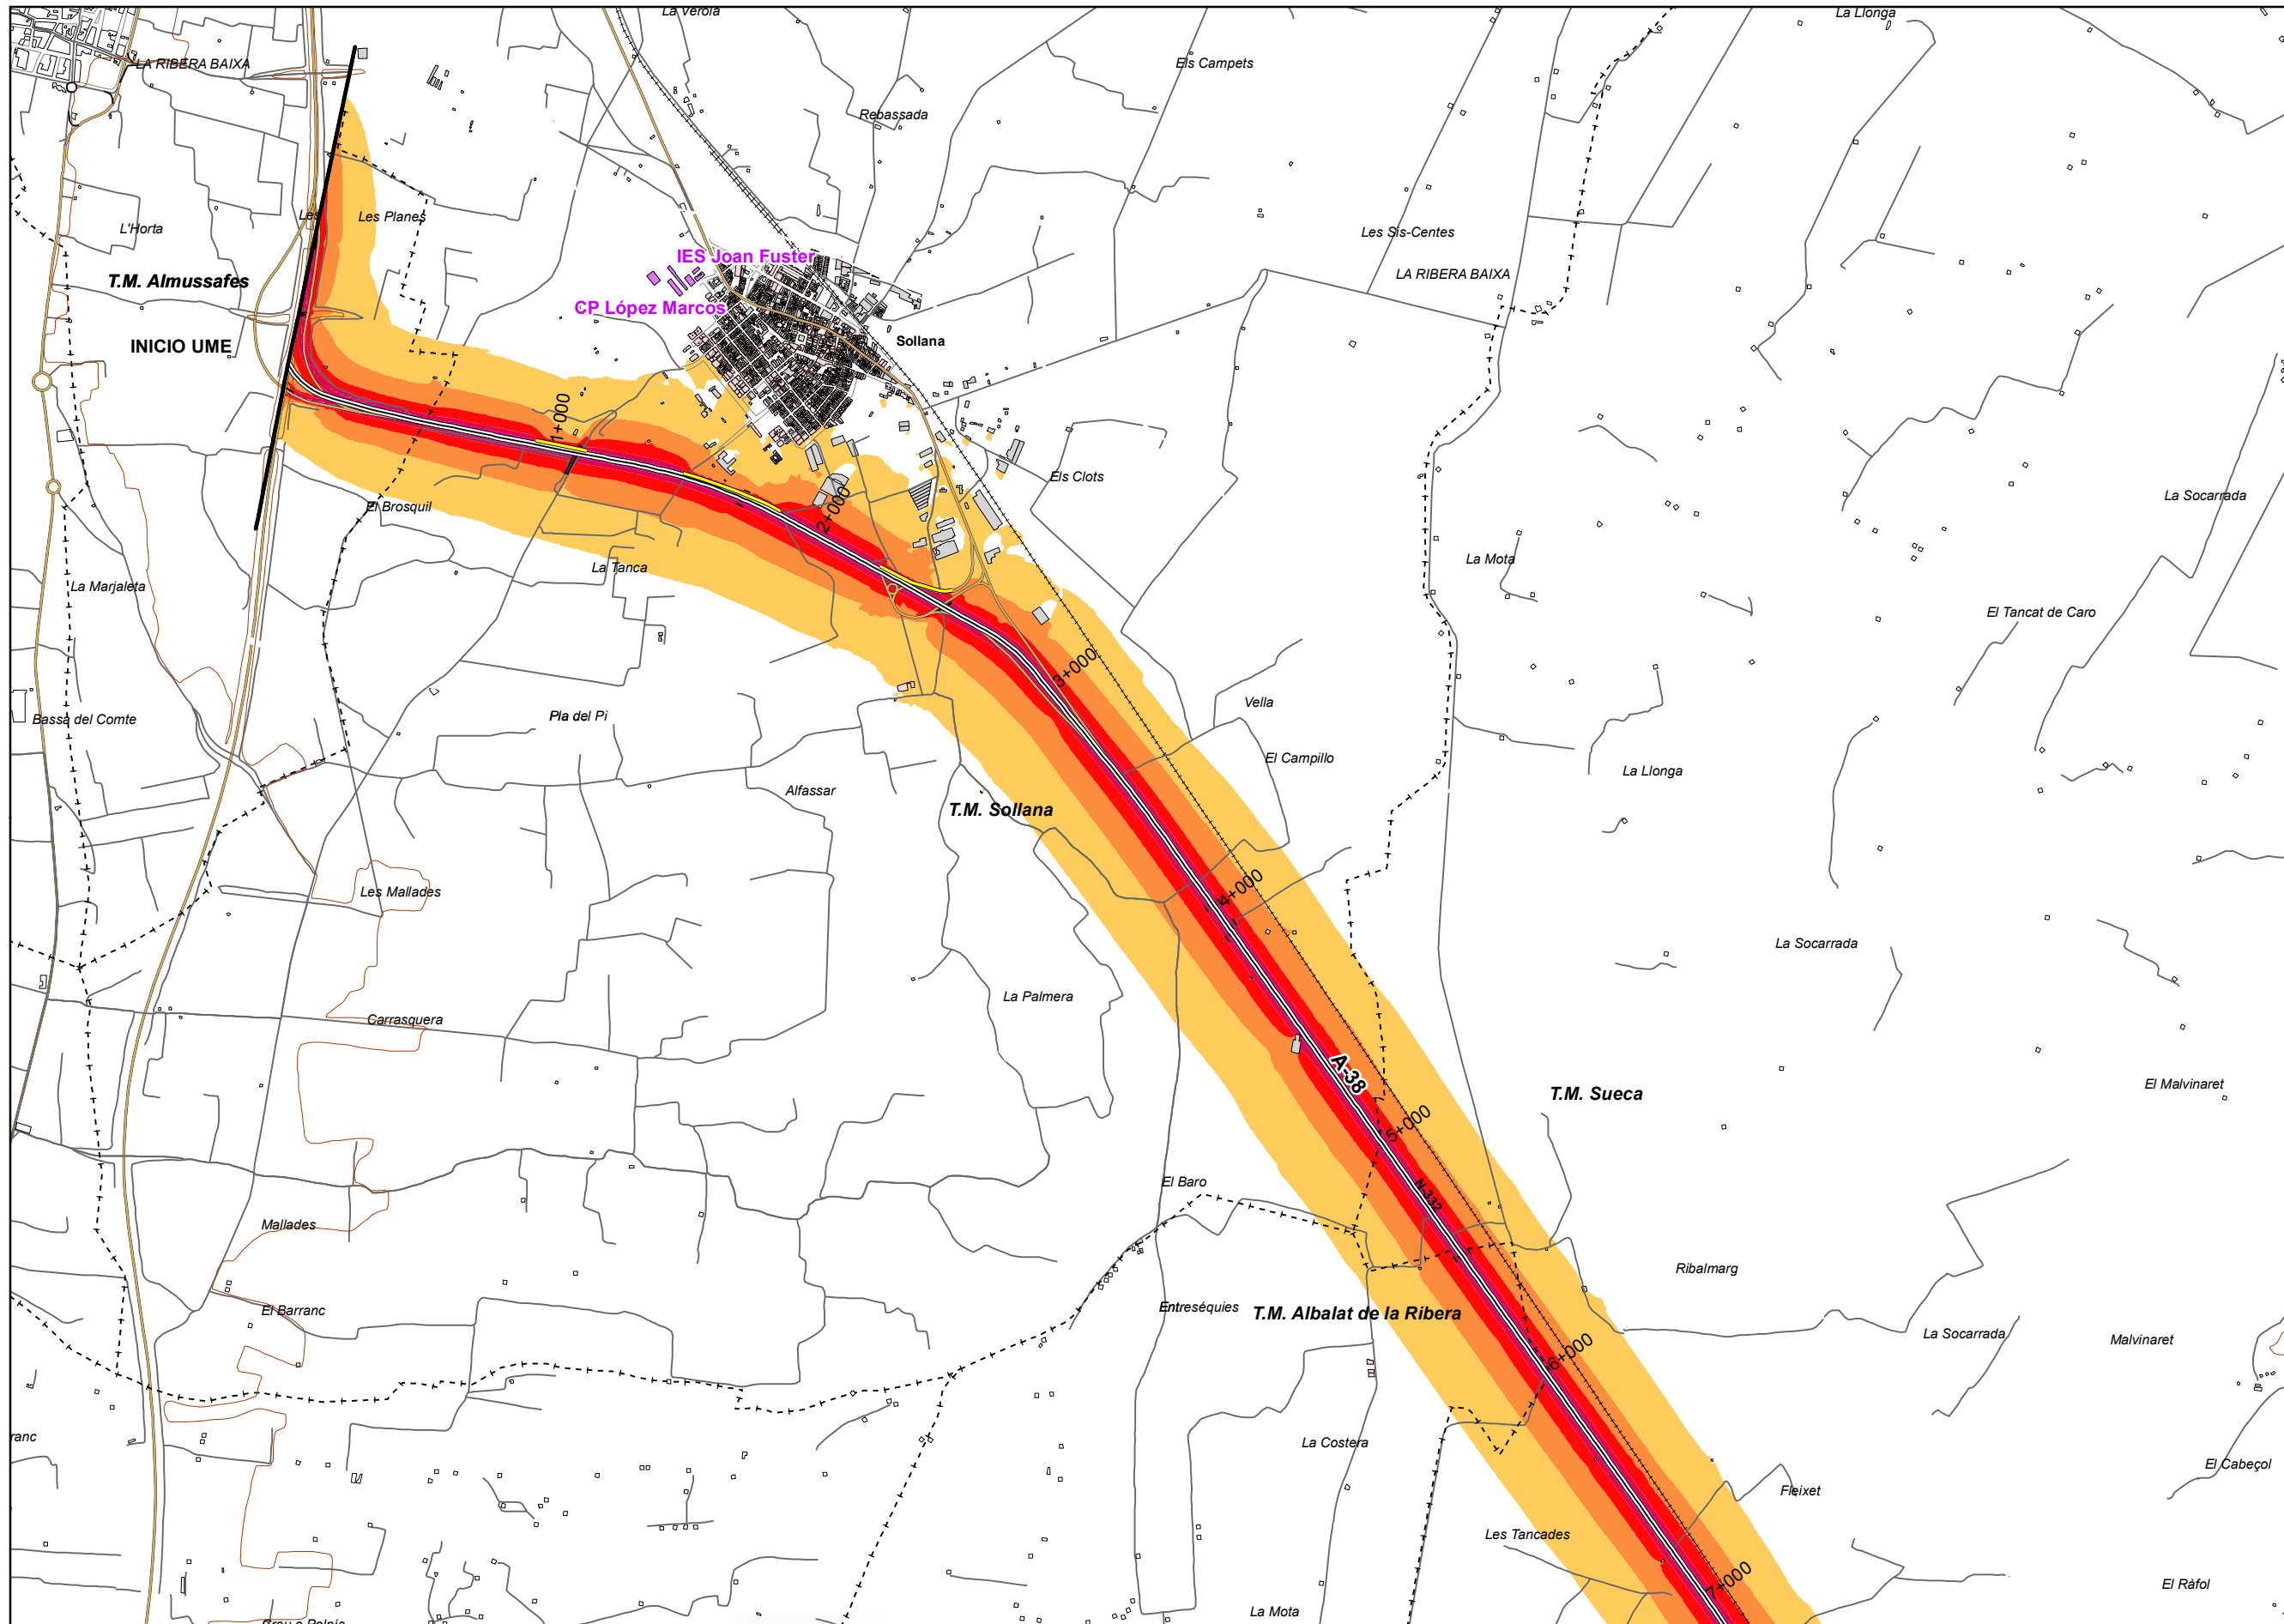 La Verola
La Llonga
LA RIBERA BAIXA
Els Campets
Rebassada
Les
Les Planes
L'Horta
Les Sis-Centes
IES Joan Fuster
LA RIBERA BAIXA
T.M. Almussafes
CP López Marcos
Sollana
INICIO UME
1+000
Els Clots
La Socarrada
El Brosquil
2+000
La Mota
La Tanca
La Marjaleta
El Tancat de Caro
3+000
Vella
Pla del Pi
Bassa del Comte
El Campillo
La Llonga
Alfassar
T.M. Sollana
4+000
Les Mallades
La Socarrada
La Palmera
Carrasquera
A-38
El Malvinaret
T.M. Sueca
5+000
El Baro
N-332
Mallades
Ribalmarg
Entreséquies
El Barranc
T.M. Albalat de la Ribera
La Socarrada
Malvinaret
6+000
ranc
La Costera
El Cabeçol
Fleixet
Les Tancades
7+000
El Ràfol
La Mota